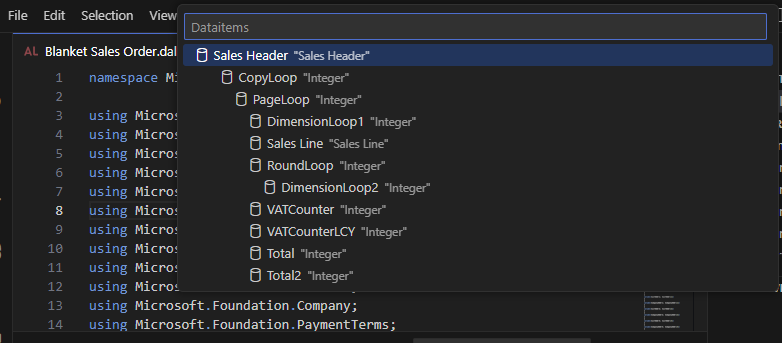 File Edit Selection View
Dataitems
AL Blanket Sales Order.dal
Sales Header "Sales Header"
CopyLoop "Integer"
PageLoop "Integer"
DimensionLoop1 "Integer"
Sales Line "Sales Line"
RoundLoop "Integer"
DimensionLoop2 "Integer"
VATCounter "Integer"
VATCounterLCY "Integer"
Total "Integer"
Total2 "Integer"
1 namespace Mi
2
3 using Micros
4 using Micros
5 using Micros
6 using Micros
7 using Micros
8 using Micros
9 using Micros
10 using Micros
11 using Micros
12 using Micros
13 using Microsoft.Foundation.Company;
14 using Microsoft.Foundation.PaymentTerms;